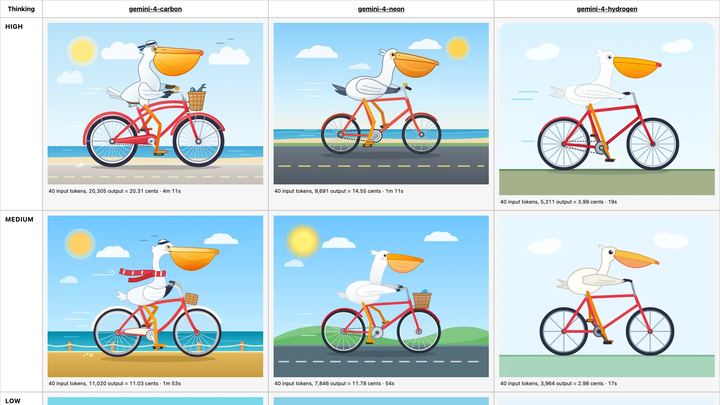 Thinking gemini-4-carbon gemini-4-neon gemini-4-hydrogen
HIGH
40 input tokens, 20,305 output = 20.31 cents · 4m 11s
40 input tokens, 9,691 output = 14.55 cents · 1m 11s
40 input tokens, 5,311 output = 3.99 cents · 19s
MEDIUM
40 input tokens, 11,020 output = 11.03 cents · 1m 53s
40 input tokens, 7,846 output = 11.78 cents · 54s
40 input tokens, 3,964 output = 2.98 cents · 17s
LOW